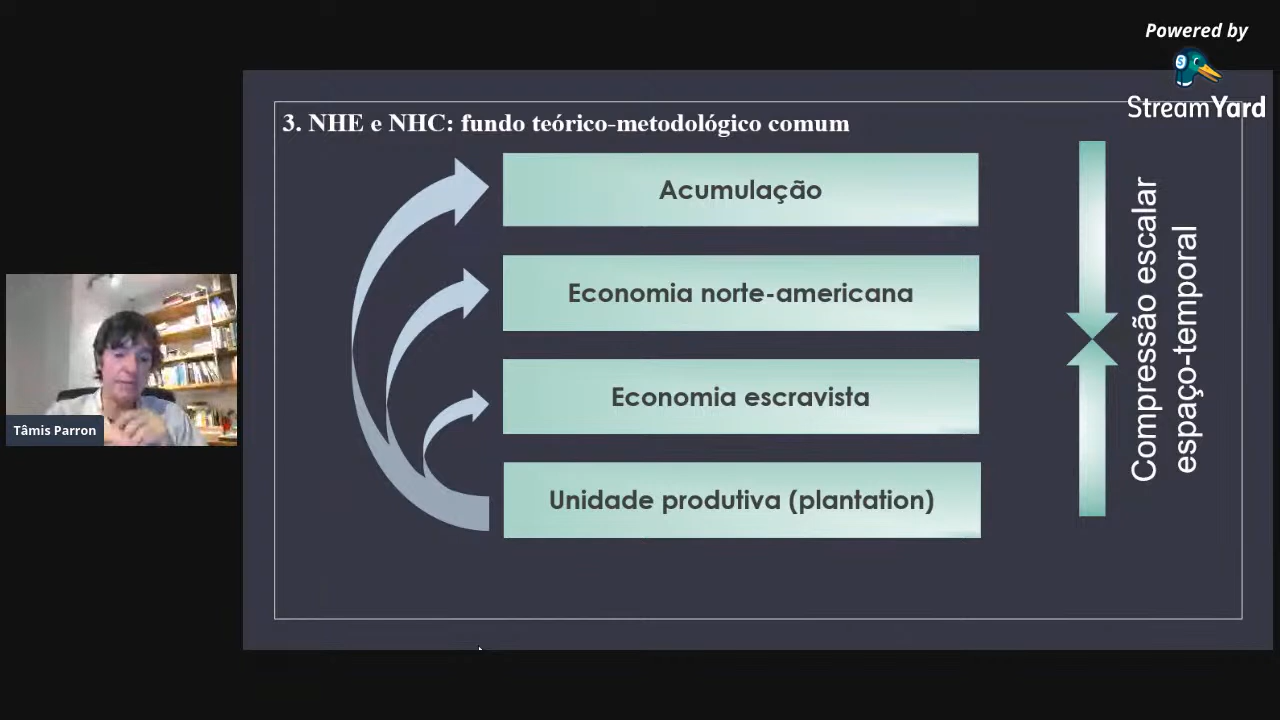 Powered by
StreamYard
3. NHE e NHC: fundo teórico-metodológico comum
Acumulação
Economia norte-americana
Economia escravista
Unidade produtiva (plantation)
Compressão escalar
espaço-temporal
Tâmis Parron